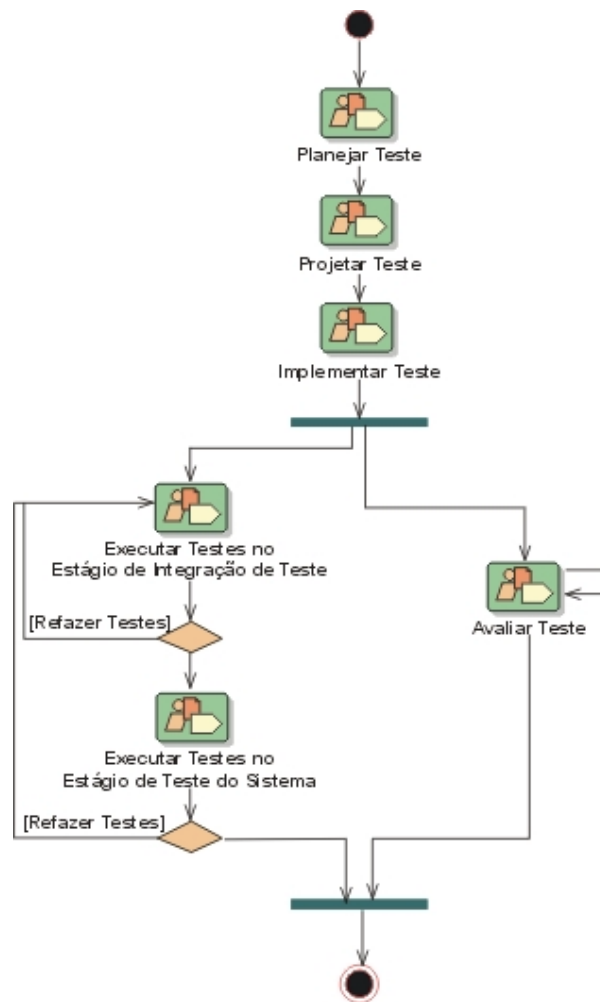 Planejar Teste
Projetar Teste
Implementar Teste
Executar Testes no
Estágio de Integração de Teste
[Refazer Testes]
Avaliar Teste
Executar Testes no
Estágio de Teste do Sistema
[Refazer Testes]